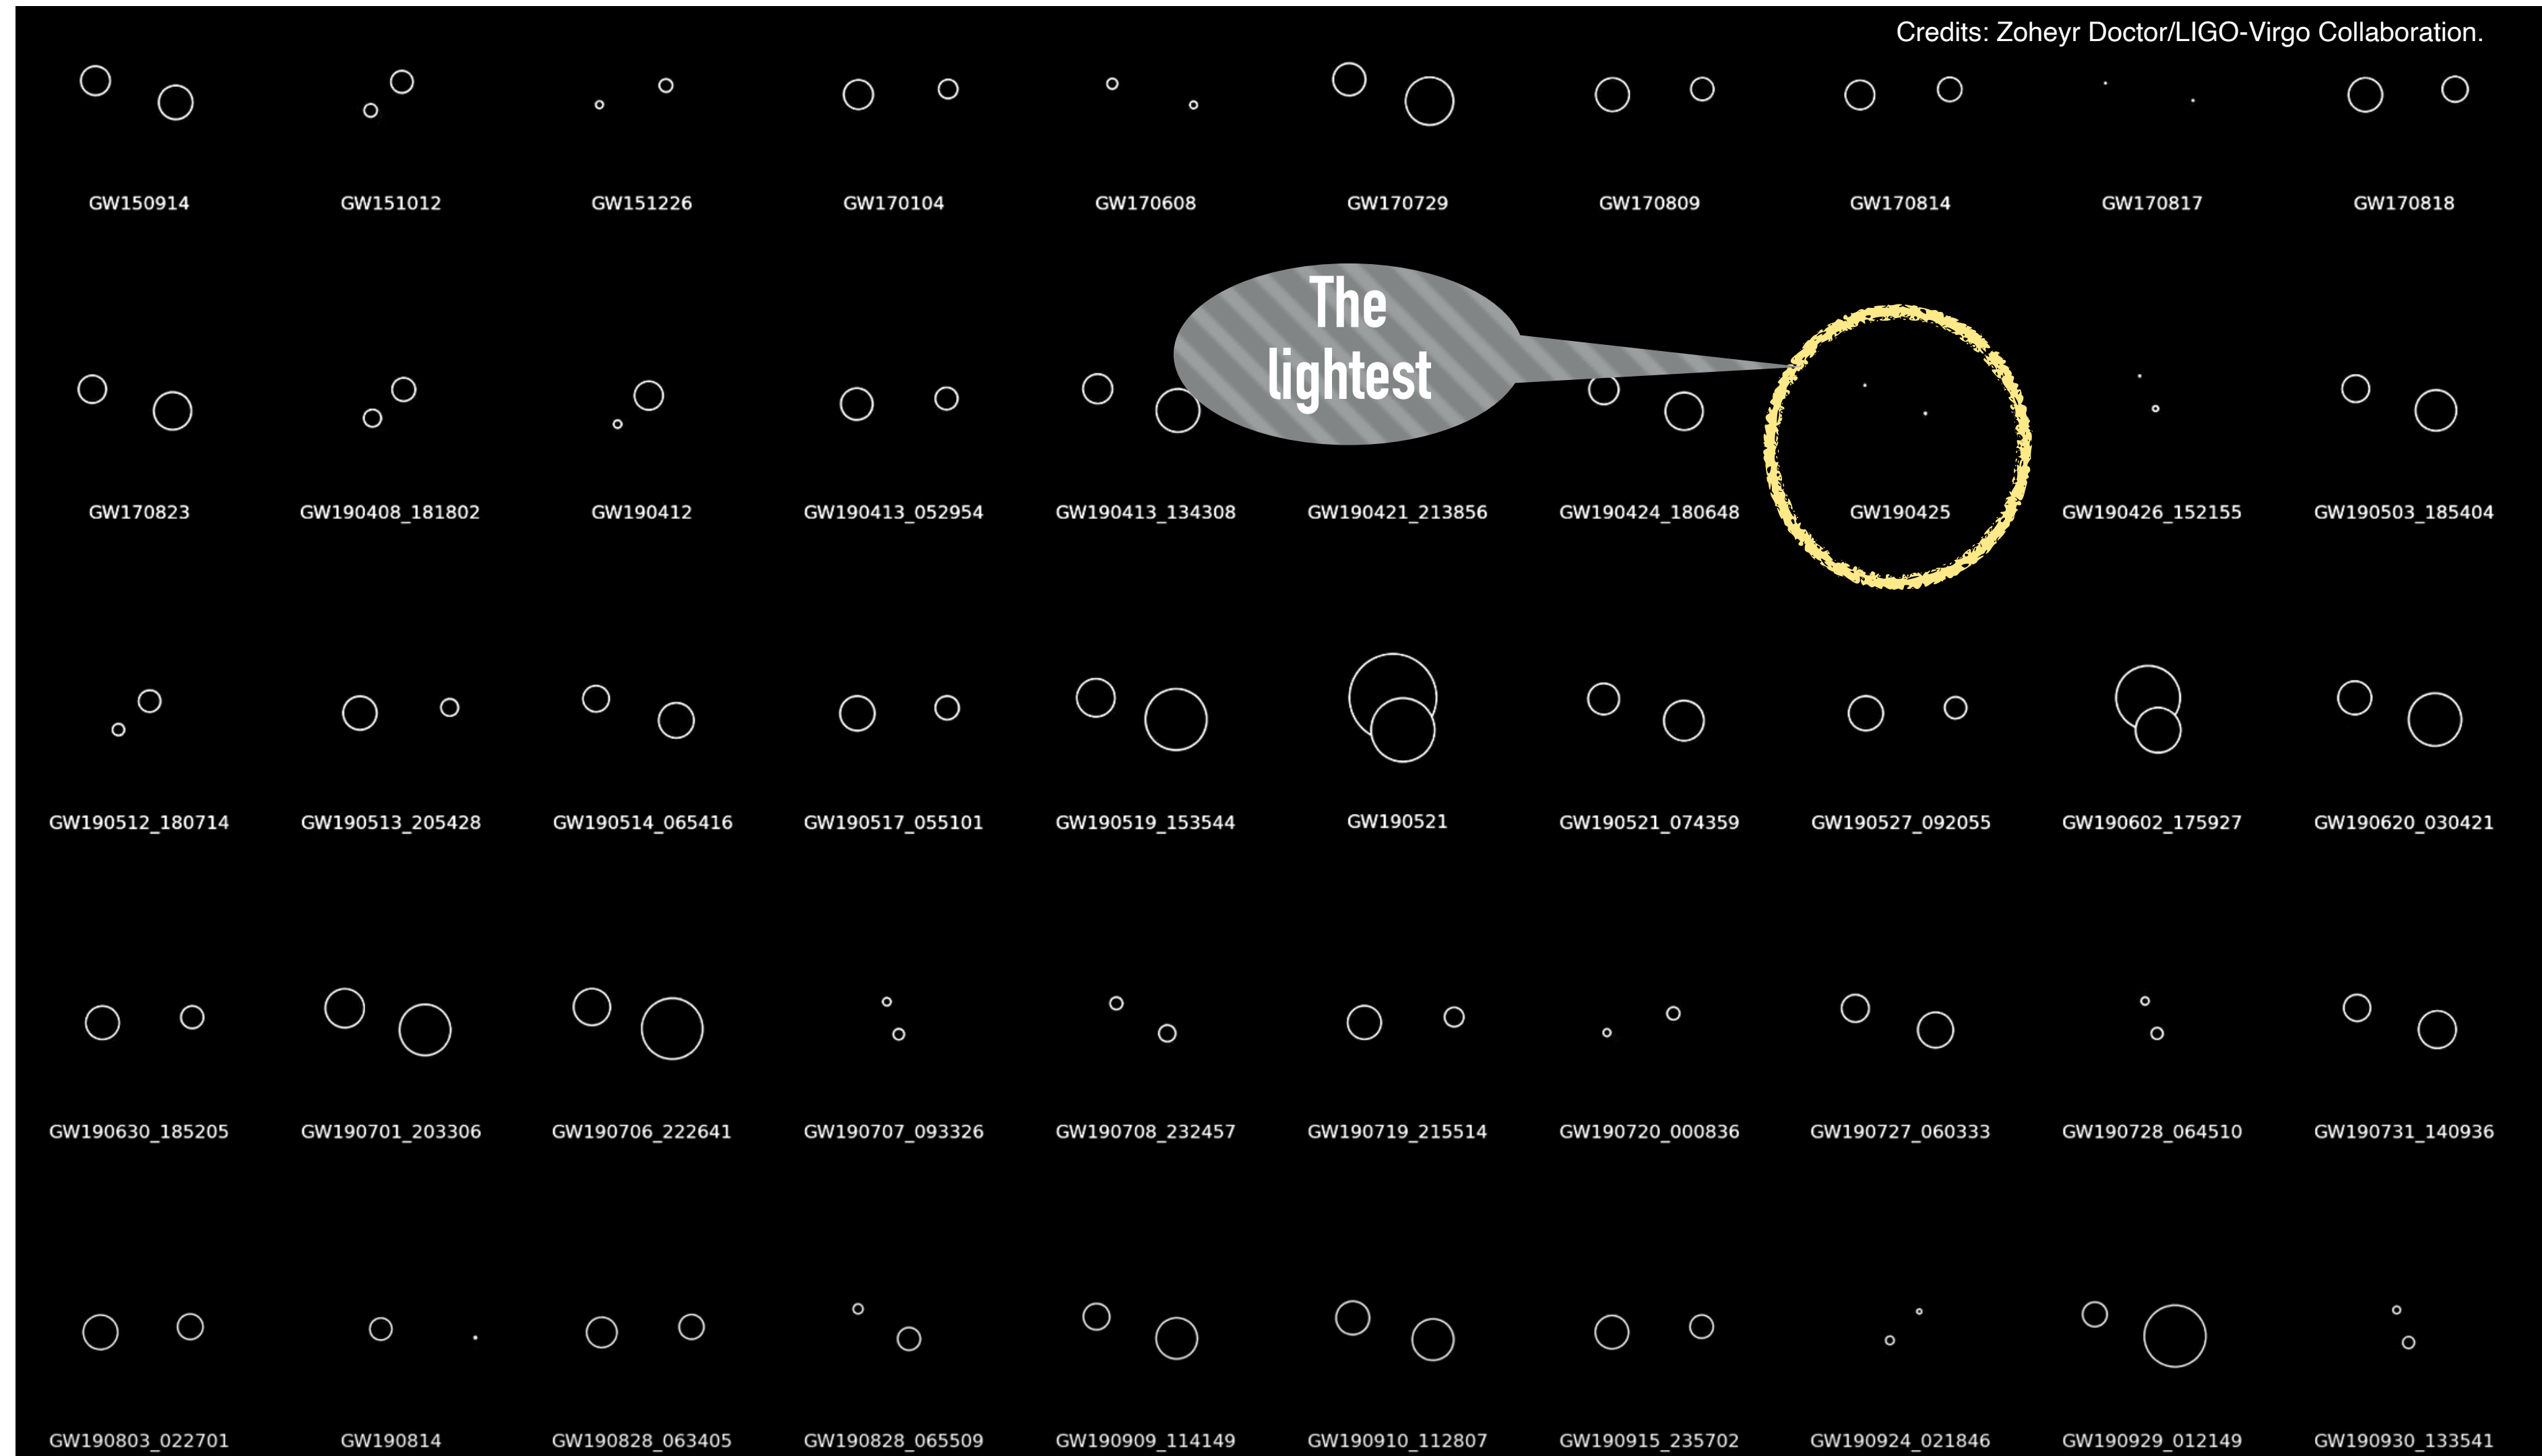 Credits: Zoheyr Doctor/LIGO-Virgo Collaboration.
GW150914 GW151012 GW151226 GW170104 GW170608 GW170729 GW170809 GW170814 GW170817 GW170818
The
lightest
GW170823 GW190408_181802 GW190412 GW190413_052954 GW190413_134308 GW190421_213856 GW190424_180648 GW190425 GW190426_152155 GW190503_185404
GW190512_180714 GW190513_205428 GW190514_065416 GW190517_055101 GW190519_153544 GW190521 GW190521_074359 GW190527_092055 GW190602_175927 GW190620_030421
GW190630_185205 GW190701_203306 GW190706_222641 GW190707_093326 GW190708_232457 GW190719_215514 GW190720_000836 GW190727_060333 GW190728_064510 GW190731_140936
GW190803_022701 GW190814 GW190828_063405 GW190828_065509 GW190909_114149 GW190910_112807 GW190915_235702 GW190924_021846 GW190929_012149 GW190930_133541